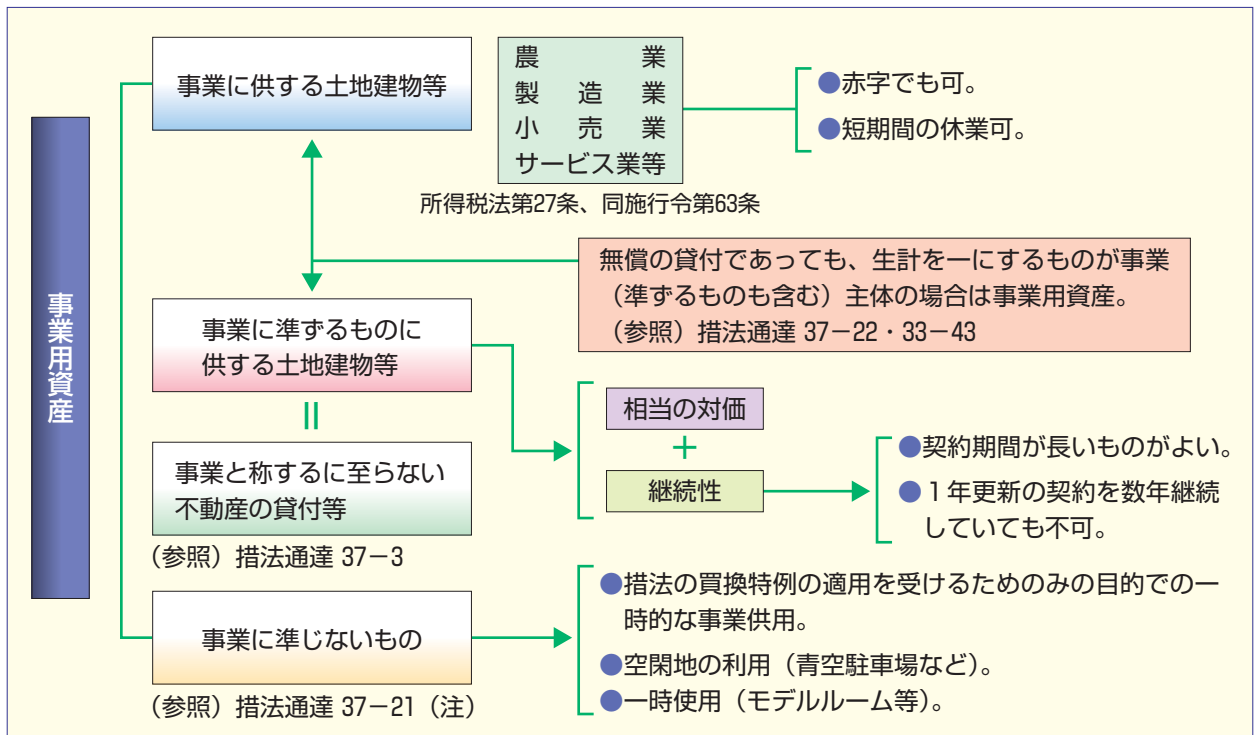 事業用資産
事業に供する土地建物等
農業
製造業
小売業
サービス業等
所得税法第27条、同施行令第63条
●赤字でも可。
●短期間の休業可。
無償の貸付であっても、生計を一にするものが事業
（準ずるものも含む）主体の場合は事業用資産。
（参照）措法通達 37−22・33−43
事業に準ずるものに
供する土地建物等
＝
事業と称するに至らない
不動産の貸付等
（参照）措法通達 37−3
相当の対価
＋
継続性
●契約期間が長いものがよい。
●１年更新の契約を数年継続
していても不可。
事業に準じないもの
（参照）措法通達 37−21（注）
●措法の買換特例の適用を受けるためのみの目的での一
時的な事業供用。
●空閑地の利用（青空駐車場など）。
●一時使用（モデルルーム等）。